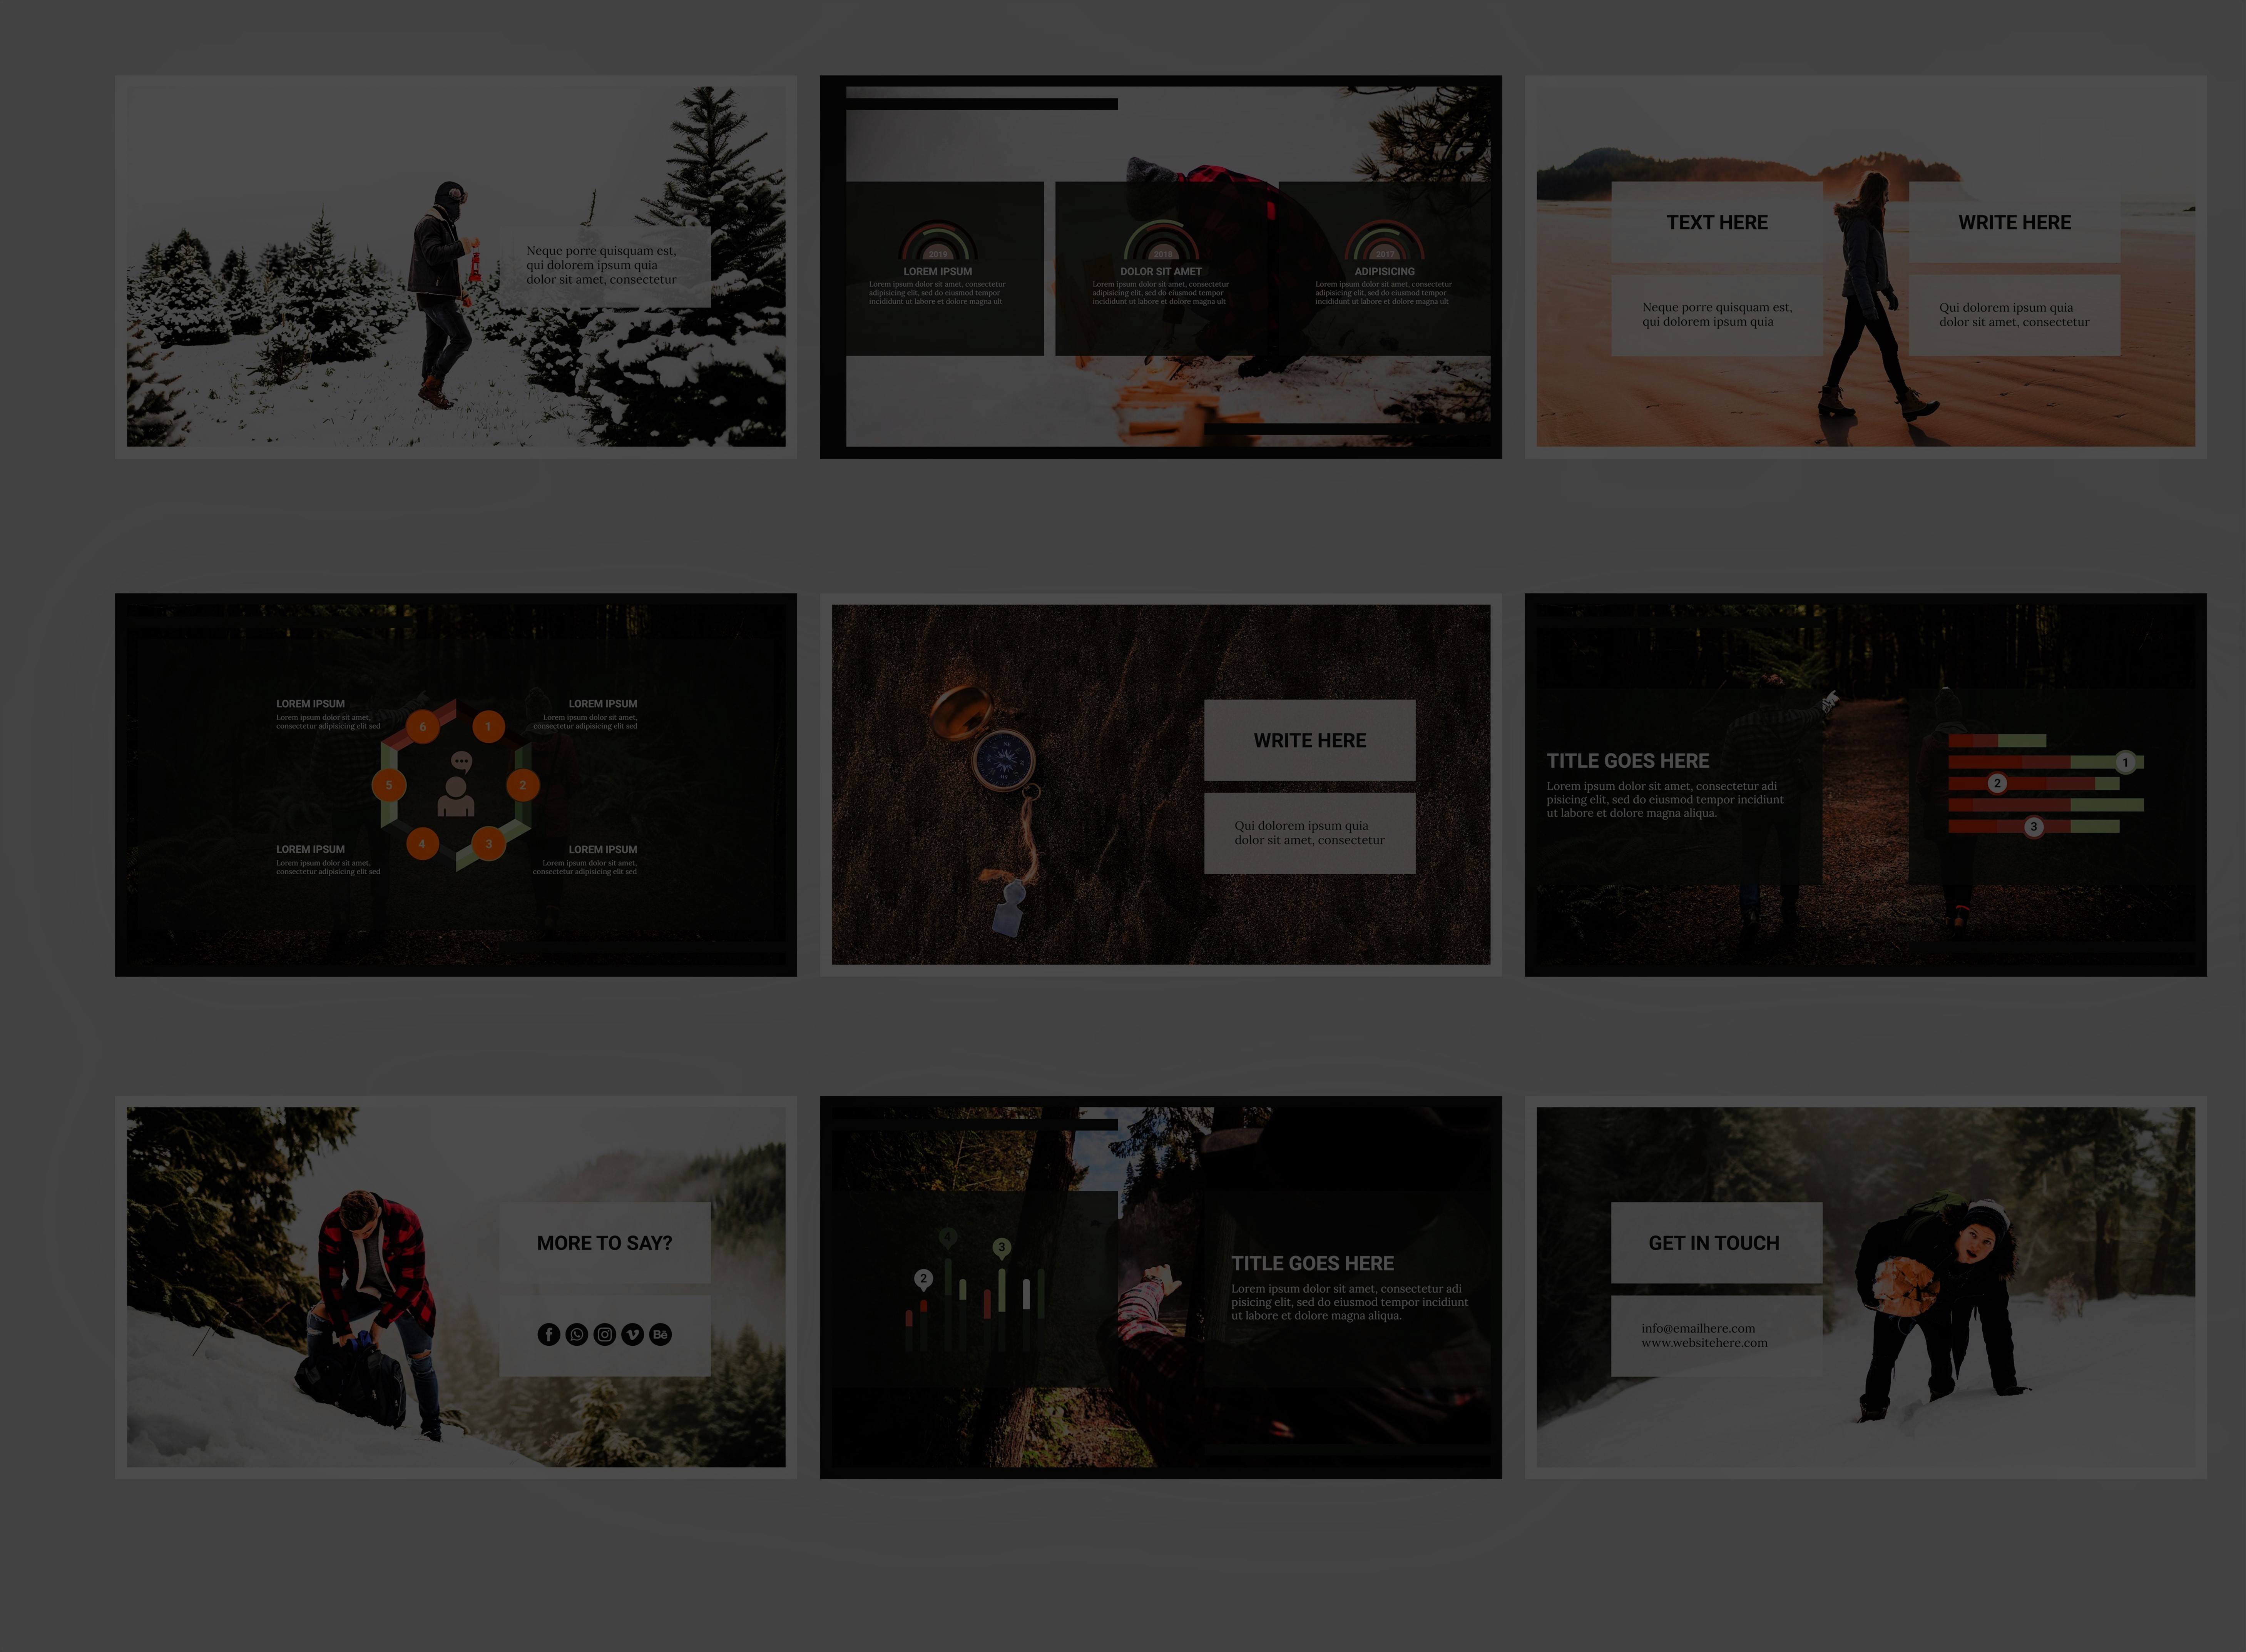 Neque porre quisquam est,
qui dolorem ipsum quia
dolor sit amet, consectetur
2019
LOREM IPSUM
Lorem ipsum dolor sit amet, consectetur
adipisicing elit, sed do eiusmod tempor
incididunt ut labore et dolore magna ult
2018
DOLOR SIT AMET
Lorem ipsum dolor sit amet, consectetur
adipisicing elit, sed do eiusmod tempor
incididunt ut labore et dolore magna ult
2017
ADIPISICING
Lorem ipsum dolor sit amet, consectetur
adipisicing elit, sed do eiusmod tempor
incididunt ut labore et dolore magna ult
TEXT HERE
Neque porre quisquam est,
qui dolorem ipsum quia
WRITE HERE
Qui dolorem ipsum quia
dolor sit amet, consectetur
LOREM IPSUM
Lorem ipsum dolor sit amet,
consectetur adipisicing elit sed
LOREM IPSUM
Lorem ipsum dolor sit amet,
consectetur adipisicing elit sed
6
1
5
2
4
3
LOREM IPSUM
Lorem ipsum dolor sit amet,
consectetur adipisicing elit sed
LOREM IPSUM
Lorem ipsum dolor sit amet,
consectetur adipisicing elit sed
WRITE HERE
Qui dolorem ipsum quia
dolor sit amet, consectetur
TITLE GOES HERE
Lorem ipsum dolor sit amet, consectetur adi
pisicing elit, sed do eiusmod tempor incidiunt
ut labore et dolore magna aliqua.
1
2
3
MORE TO SAY?
Bē
4
3
2
TITLE GOES HERE
Lorem ipsum dolor sit amet, consectetur adi
pisicing elit, sed do eiusmod tempor incidiunt
ut labore et dolore magna aliqua.
GET IN TOUCH
info@emailhere.com
www.websitehere.com